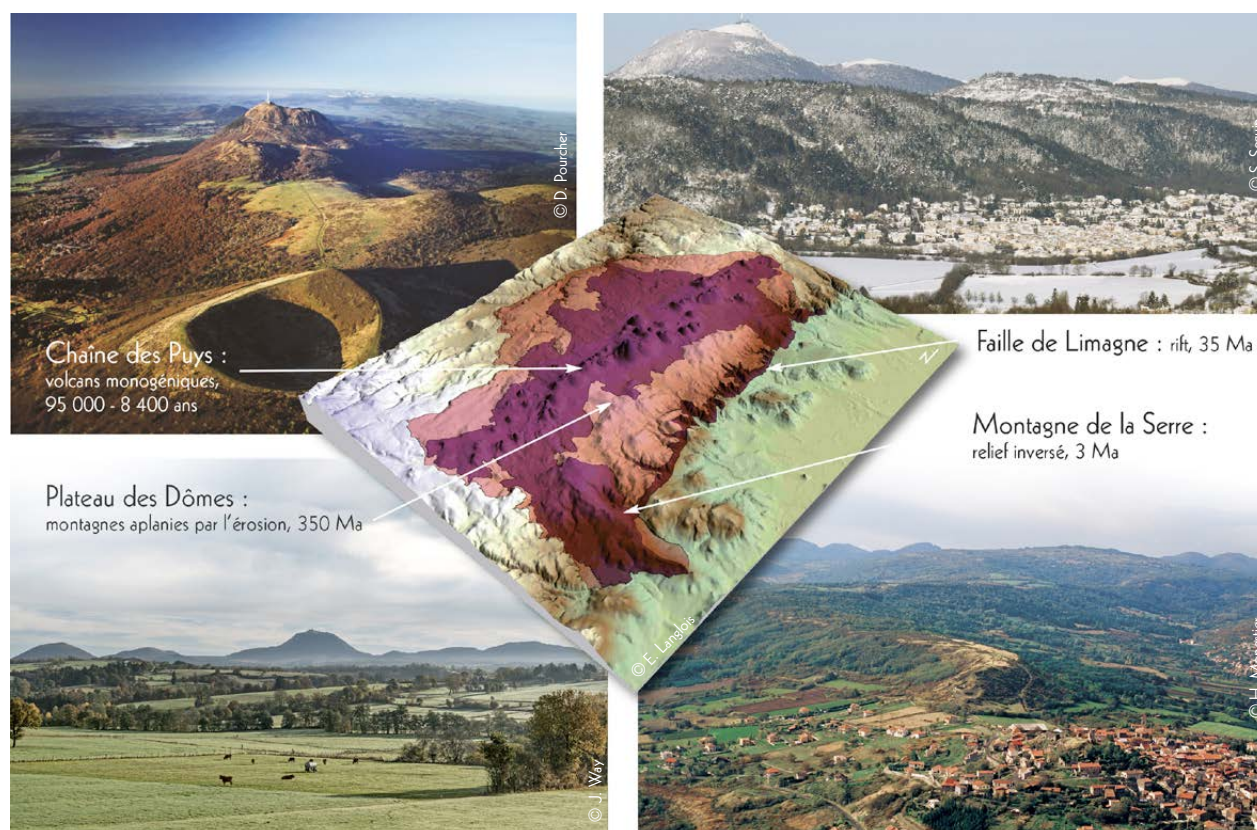 © D. Pourcher
Chaîne des Puys :
volcans monogéniques,
95 000 - 8 400 ans
Faille de Limagne : rift, 35 Ma
N
Montagne de la Serre :
relief inversé, 3 Ma
Plateau des Dômes :
montagnes aplanies par l'érosion, 350 Ma
© E. Langlois
© J. Way